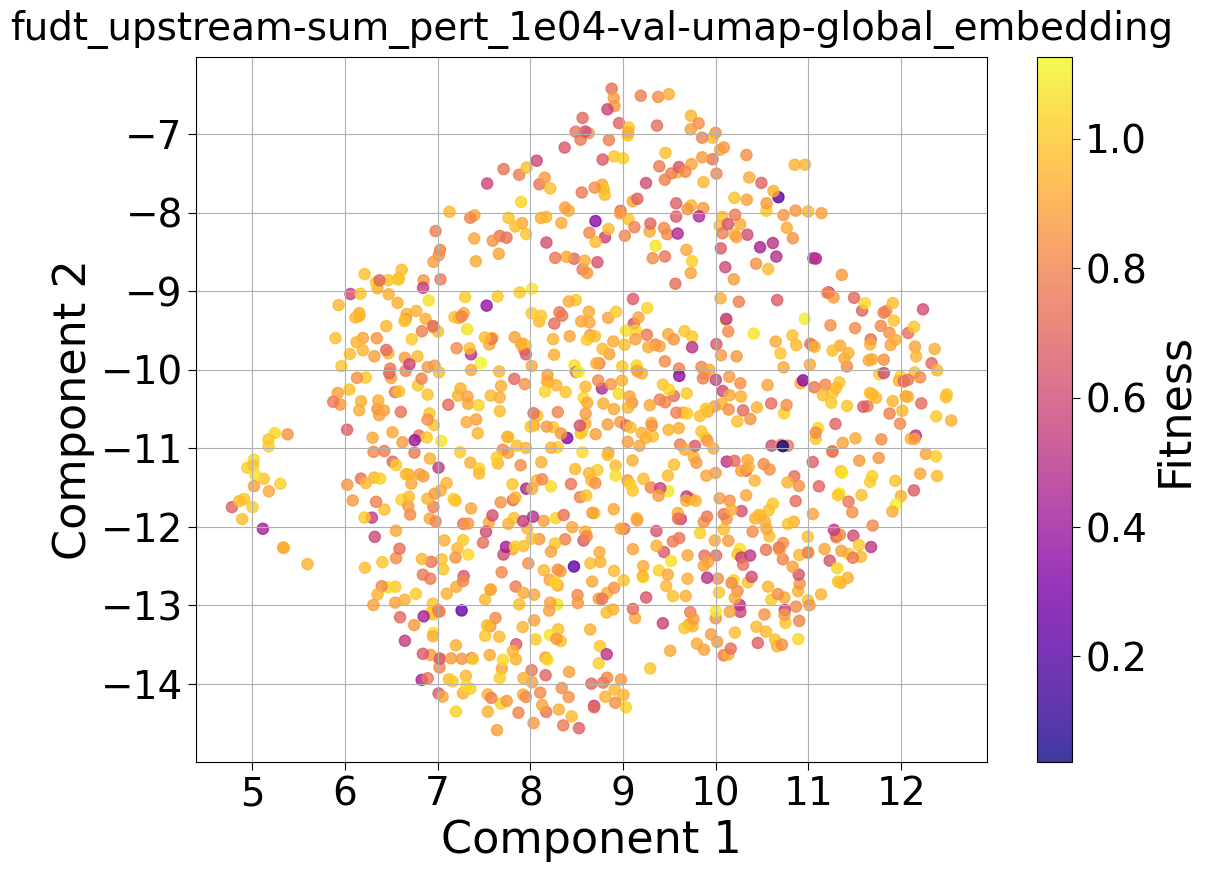 fudt_upstream-sum_pert_1e04-val-umap-global_embedding
−7
−8
−9
−10
−11
−12
−13
−14
Component 2
5 6 7 8 9 10 11 12
Component 1
1.0
0.8
0.6
0.4
0.2
Fitness